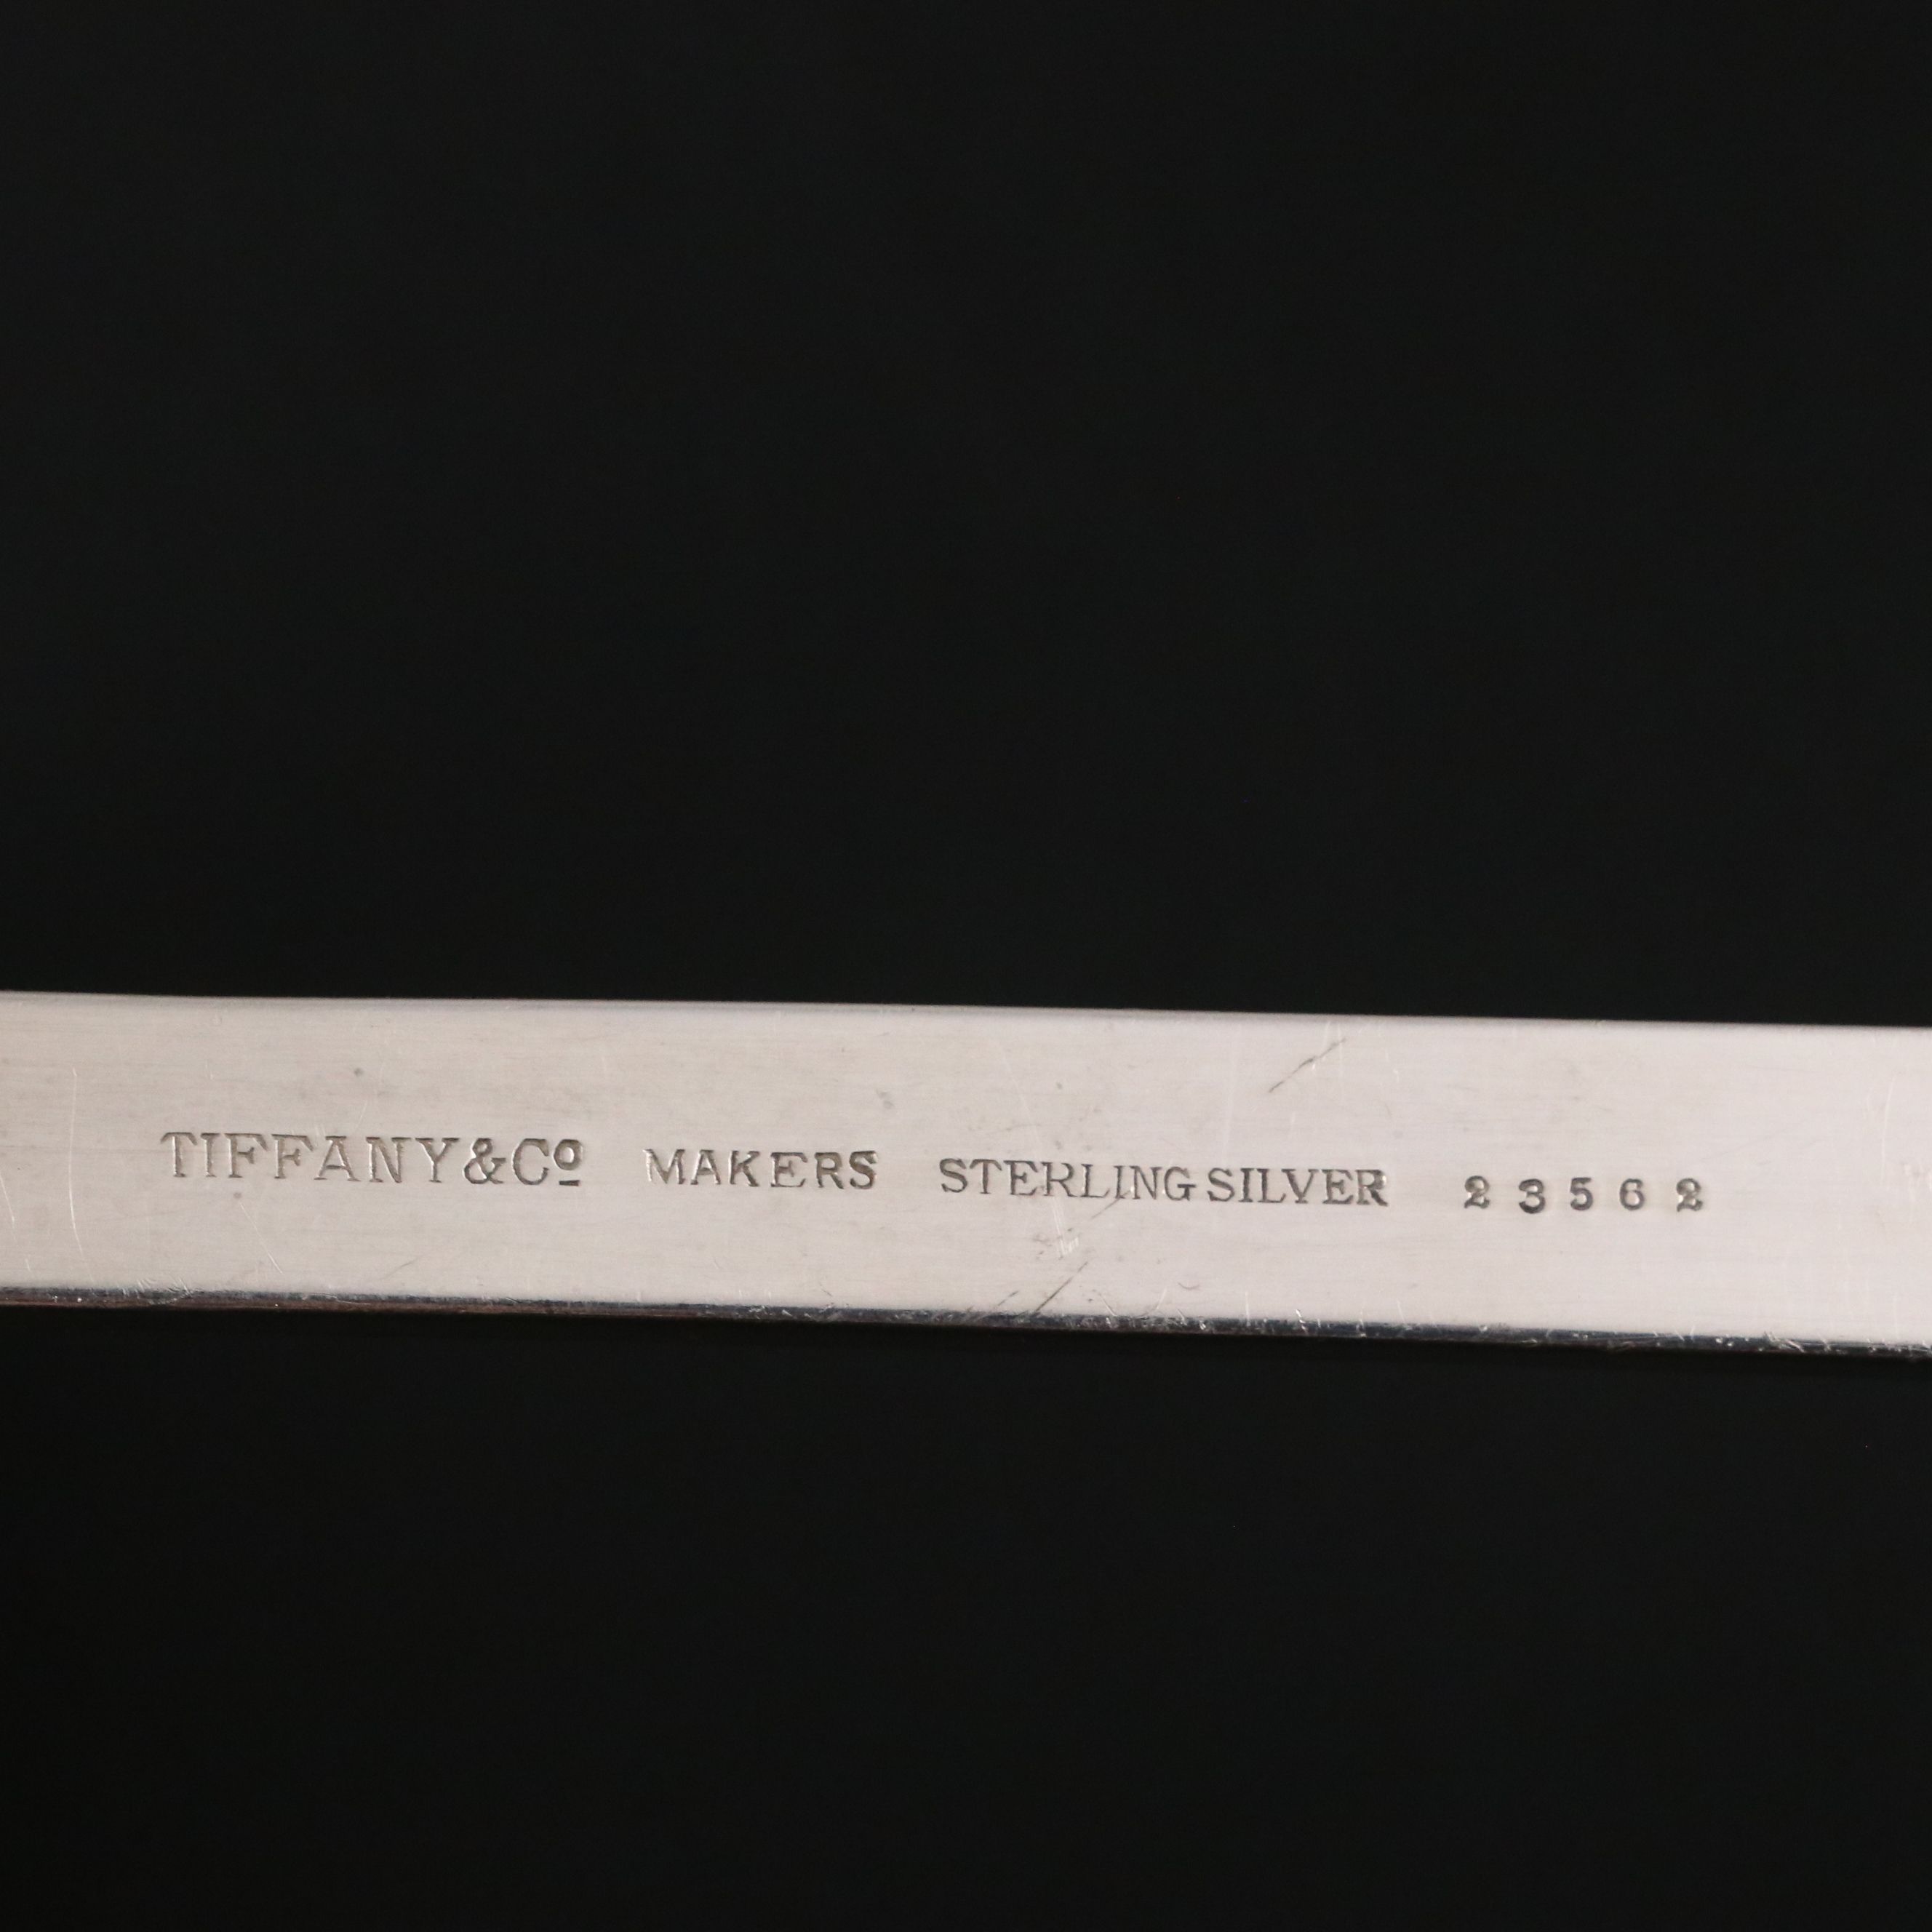 TIFFANY & Cº MAKERS STERLING SILVER 23562